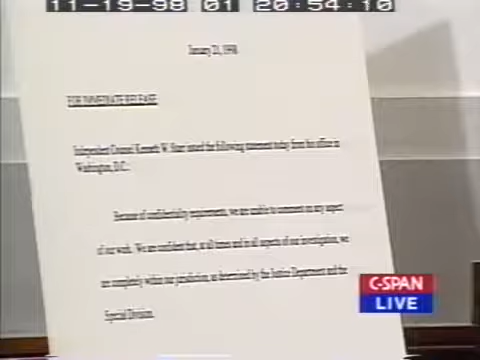 11-19-98 01 20:54:10
January 21, 1998
FOR IMMEDIATE RELEASE
Independent Counsel Kenneth W. Starr issued the following statement today from his office in
Washington, D.C.:
Because of confidentiality requirements, we are unable to comment on any aspect
of our work. We are confident that, at all times and in all aspects of our investigation, we
are completely within our jurisdiction, as determined by the Justice Department and the
Special Division.
C-SPAN
LIVE